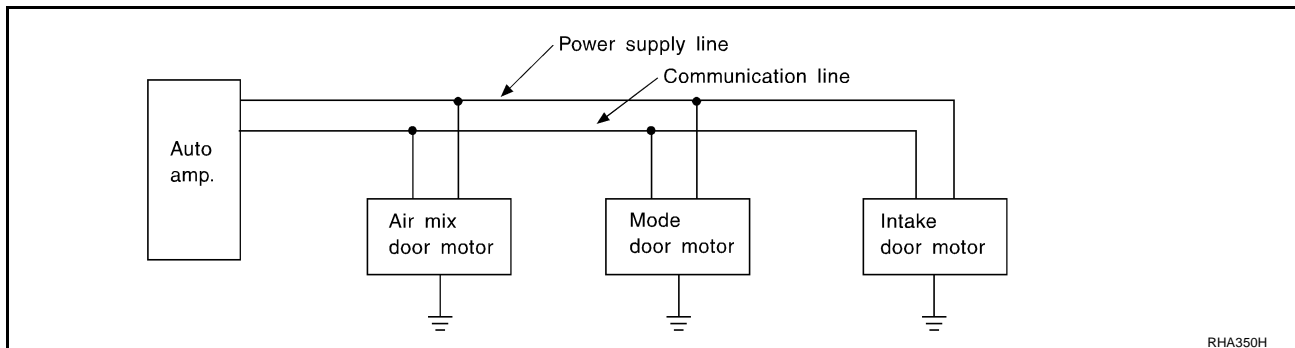 Power supply line
Communication line
Auto
amp.
Air mix
door motor
Mode
door motor
Intake
door motor
RHA350H